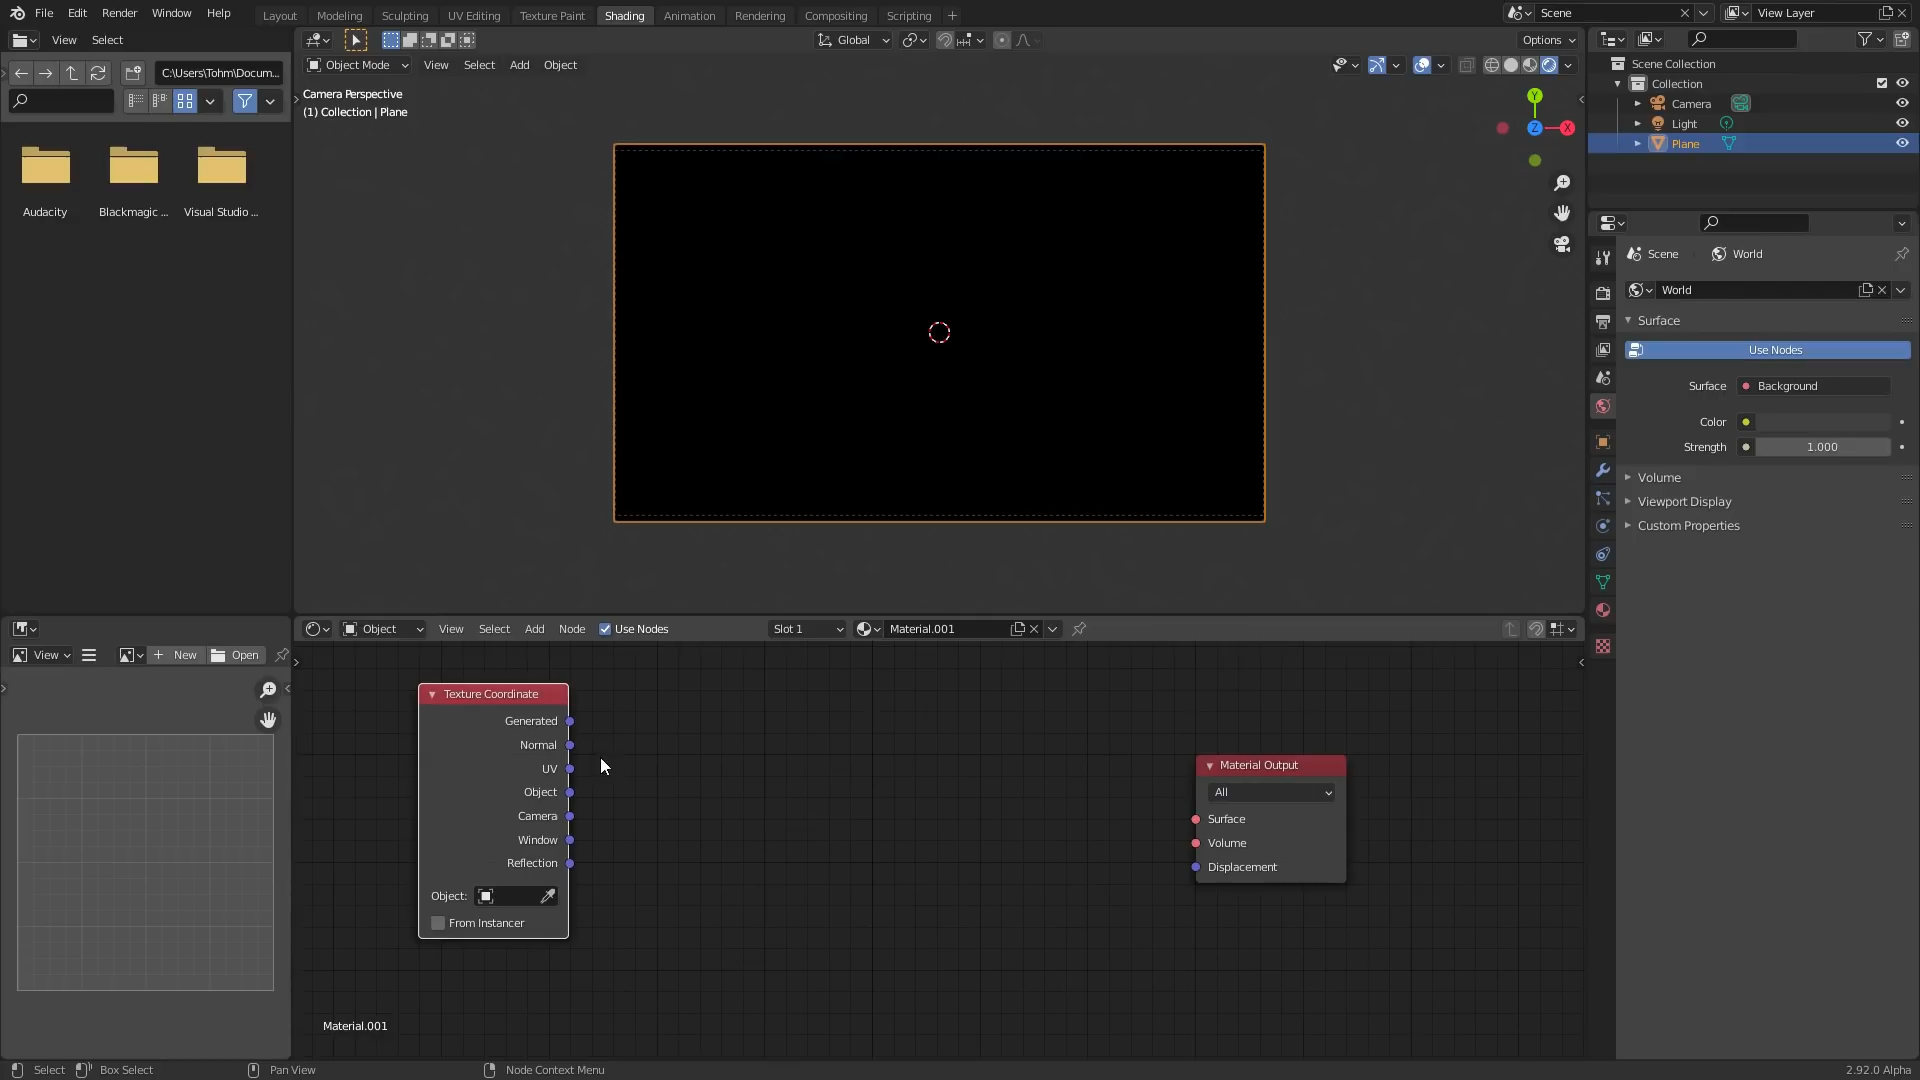 File Edit Render Window Help
Layout Modeling Sculpting UV Editing Texture Paint Shading Animation Rendering Compositing Scripting +
Scene
View Layer
View Select
Global
Options
C:\Users\Tohm\Docum...
Object Mode View Select Add Object
Camera Perspective
(1) Collection | Plane
Y
Z
X
Audacity
Blackmagic ...
Visual Studio ...
Scene Collection
Collection
Camera
Light
Plane
Scene World
World
Surface
Use Nodes
Surface Background
Color
Strength 1.000
Volume
Viewport Display
Custom Properties
View
New
Open
Object View Select Add Node Use Nodes
Slot 1
Material.001
Texture Coordinate
Generated
Normal
UV
Object
Camera
Window
Reflection
Object:
From Instancer
Material Output
All
Surface
Volume
Displacement
Material.001
Select Box Select Pan View Node Context Menu
2.92.0 Alpha